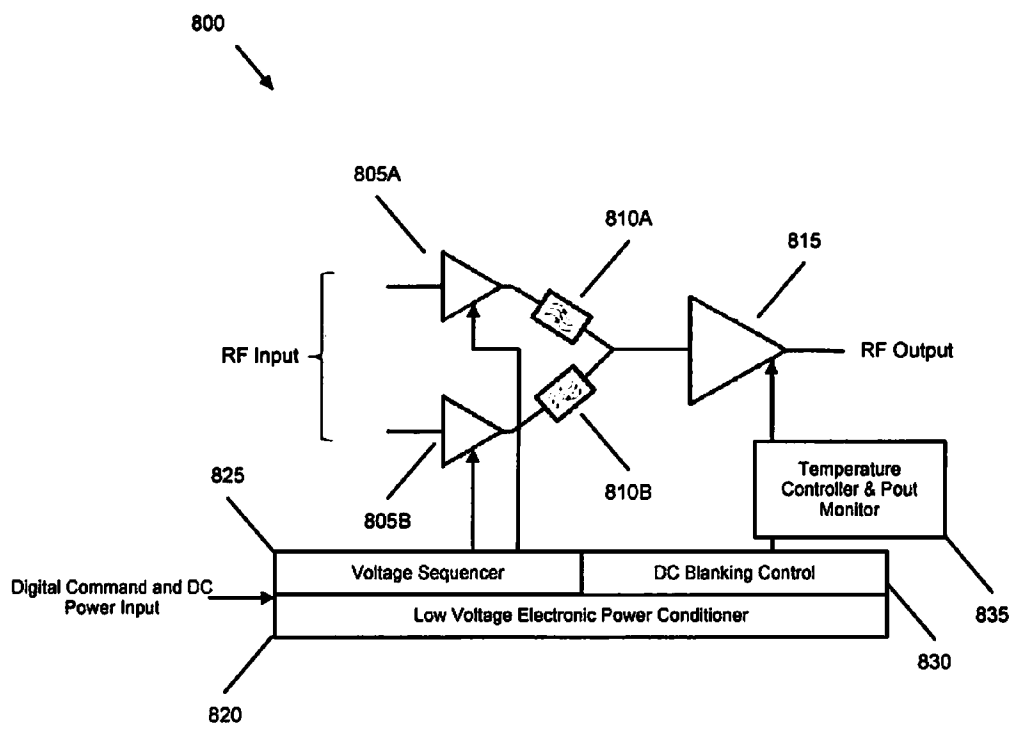 800
805A
810A
815
RF Input
RF Output
805B
810B
Temperature
Controller & Pout
Monitor
825
Voltage Sequencer
DC Blanking Control
Digital Command and DC
Power Input
Low Voltage Electronic Power Conditioner
835
830
820